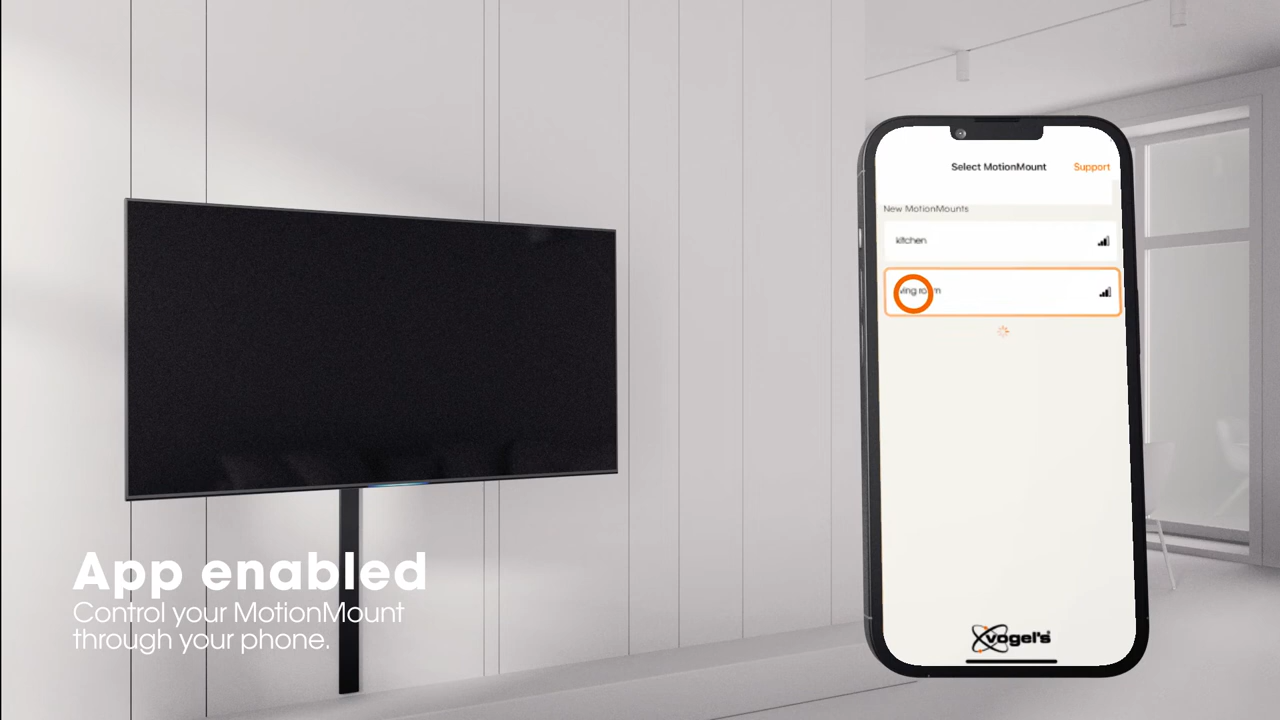 Select MotionMount Support
New MotionMounts
kitchen
App enabled
Control your MotionMount
through your phone.
vogel's